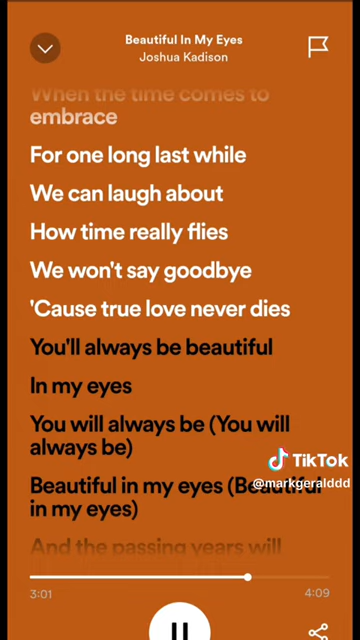 Beautiful In My Eyes
Joshua Kadison
When the time comes to
embrace
For one long last while
We can laugh about
How time really flies
We won't say goodbye
'Cause true love never dies
You'll always be beautiful
In my eyes
You will always be (You will
always be)
TikTok
@markgeralddd
Beautiful in my eyes (Beautiful
in my eyes)
And the passing years will
3:01
4:09